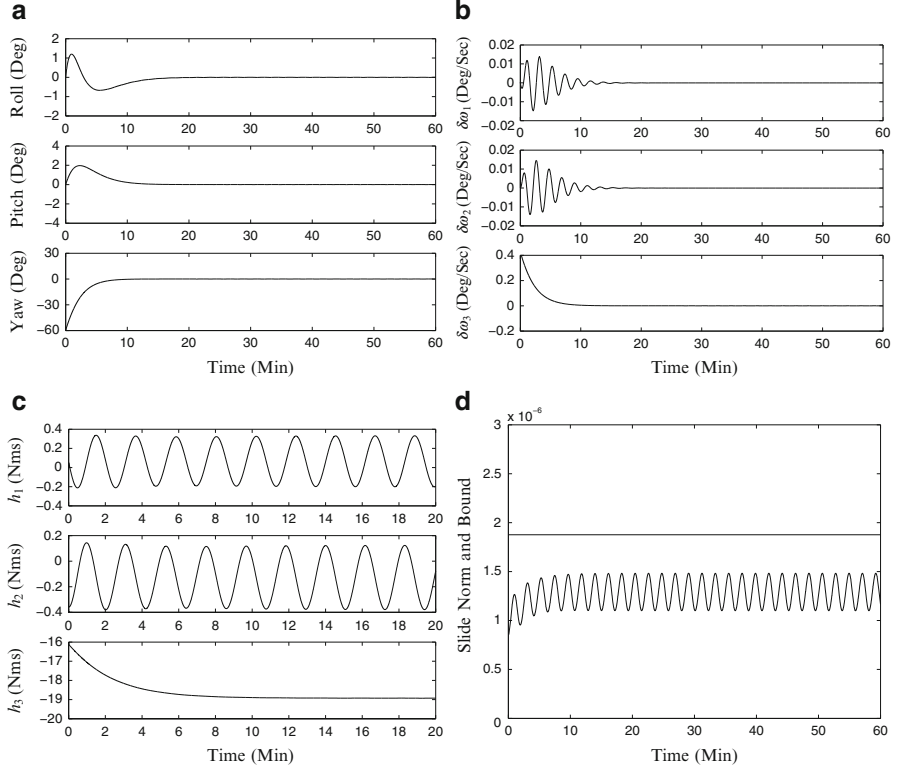 a
Roll (Deg)
2
1
0
−1
−2
0 10 20 30 40 50 60
Pitch (Deg)
4
2
0
−2
−4
0 10 20 30 40 50 60
Yaw (Deg)
30
0
−30
−60
0 10 20 30 40 50 60
Time (Min)
b
δω1 (Deg/Sec)
0.02
0.01
0
−0.01
−0.02
0 10 20 30 40 50 60
δω2 (Deg/Sec)
0.02
0.01
0
−0.01
−0.02
0 10 20 30 40 50 60
δω3 (Deg/Sec)
0.4
0.2
0
−0.2
0 10 20 30 40 50 60
Time (Min)
c
h1 (Nms)
0.4
0.2
0
−0.2
−0.4
0 2 4 6 8 10 12 14 16 18 20
h2 (Nms)
0.2
0
−0.2
−0.4
0 2 4 6 8 10 12 14 16 18 20
h3 (Nms)
−16
−17
−18
−19
−20
0 2 4 6 8 10 12 14 16 18 20
Time (Min)
d
x 10−6
Slide Norm and Bound
3
2.5
2
1.5
1
0.5
0
0 10 20 30 40 50 60
Time (Min)